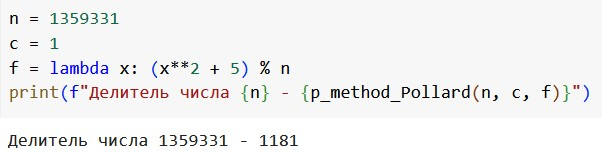 n = 1359331
c = 1
f = lambda x: (x**2 + 5) % n
print(f"Делитель числа {n} - {p_method_Pollard(n, c, f)}")
Делитель числа 1359331 - 1181